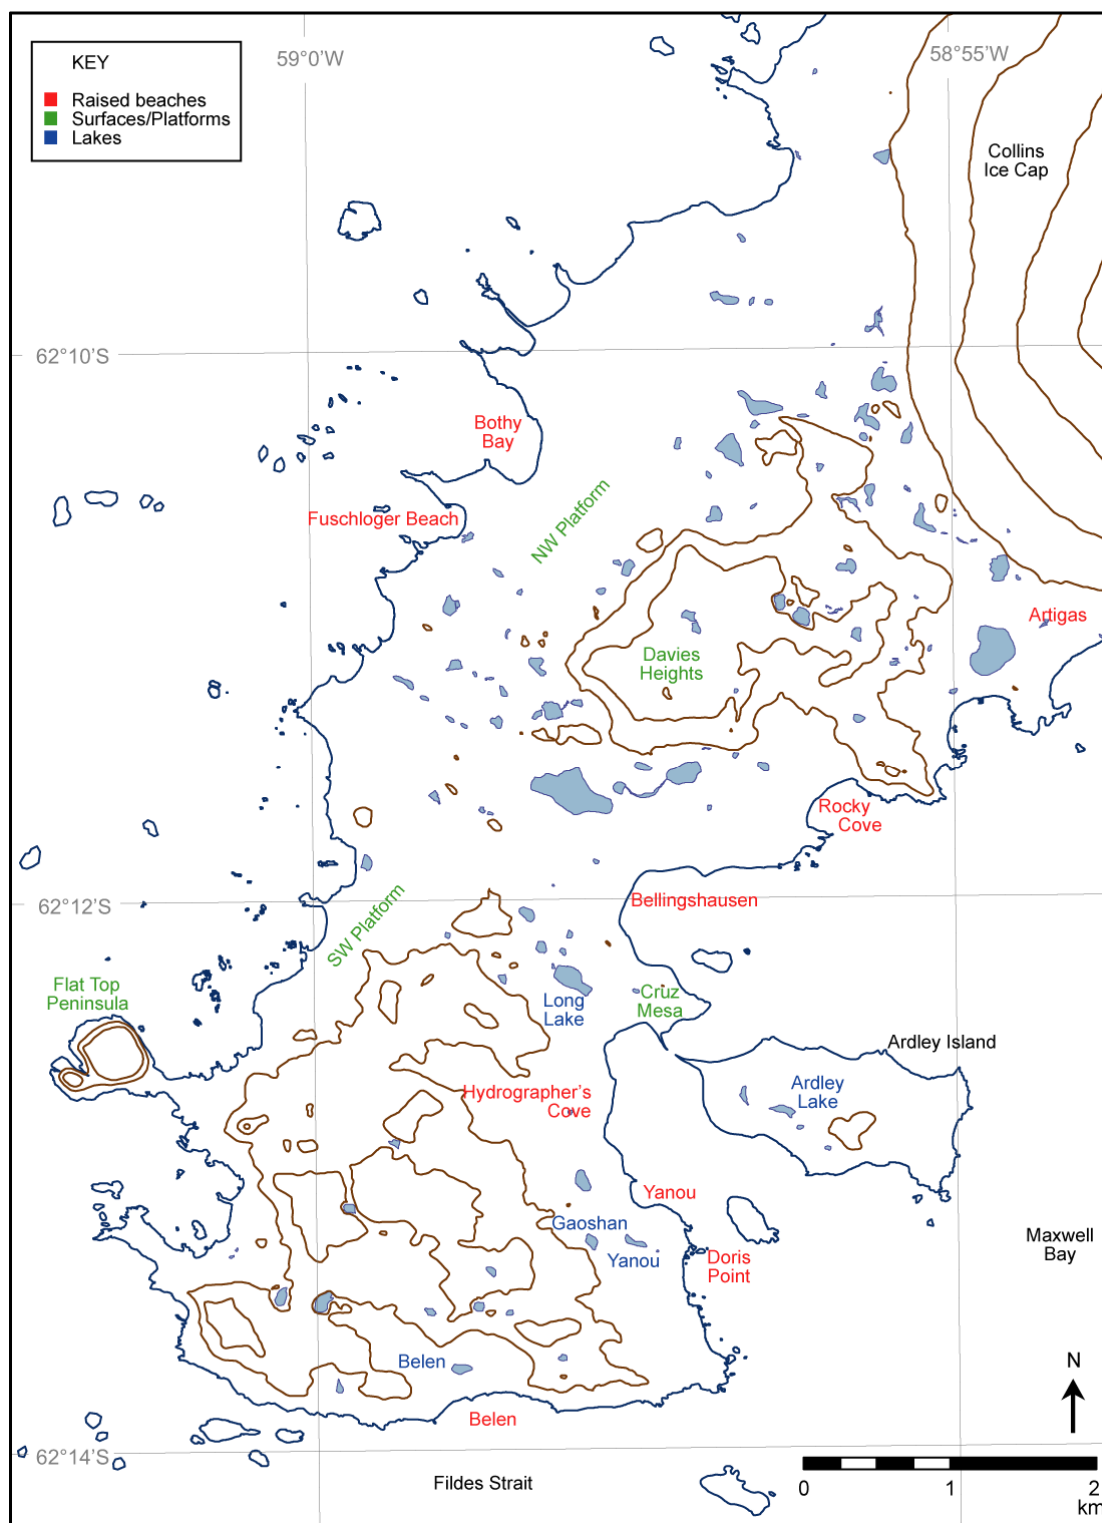 KEY
Raised beaches
Surfaces/Platforms
Lakes
59°0'W
58°55'W
Collins
Ice Cap
62°10'S
Bothy
Bay
Fuschloger Beach
NW Platform
Artigas
Davies
Heights
Rocky
Cove
Bellingshausen
62°12'S
SW Platform
Flat Top
Peninsula
Long
Lake
Cruz
Mesa
Ardley Island
Ardley
Lake
Hydrographer's
Cove
Yanou
Gaoshan
Yanou
Doris
Point
Maxwell
Bay
Belen
Belen
N
62°14'S
Fildes Strait
0 1 2
km